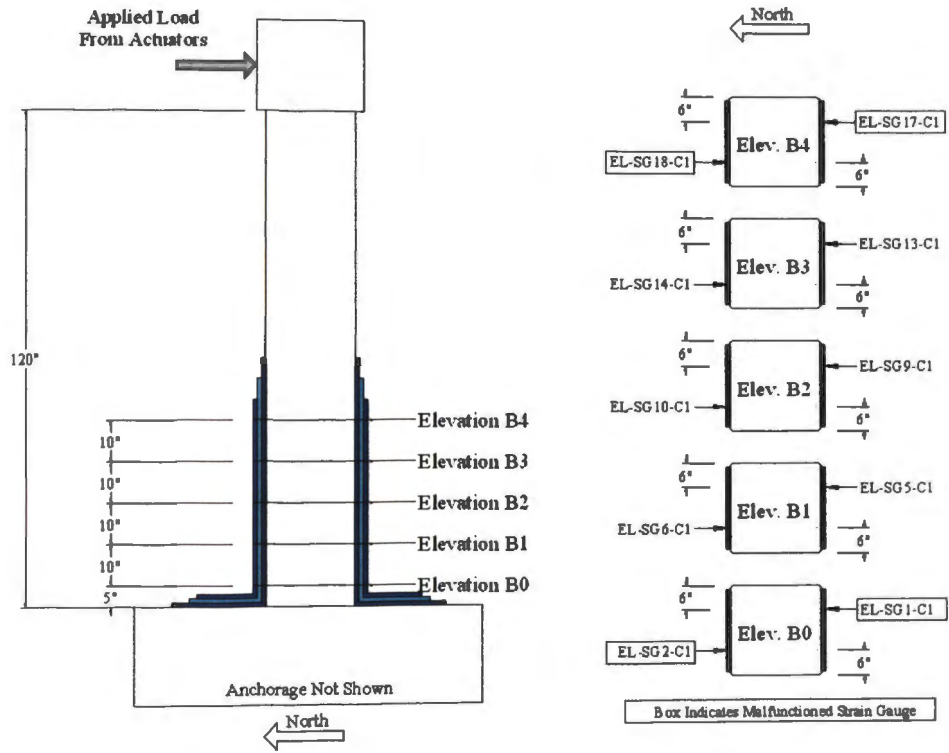 Applied Load
From Actuators
120"
10"
10"
10"
10"
5"
Elevation B4
Elevation B3
Elevation B2
Elevation B1
Elevation B0
Anchorage Not Shown
North
North
6"
Elev. B4
EL-SG17-C1
EL-SG18-C1
6"
6"
Elev. B3
EL-SG13-C1
EL-SG14-C1
6"
6"
Elev. B2
EL-SG9-C1
EL-SG10-C1
6"
6"
Elev. B1
EL-SG5-C1
EL-SG6-C1
6"
6"
Elev. B0
EL-SG1-C1
EL-SG2-C1
6"
Box Indicates Malfunctioned Strain Gauge